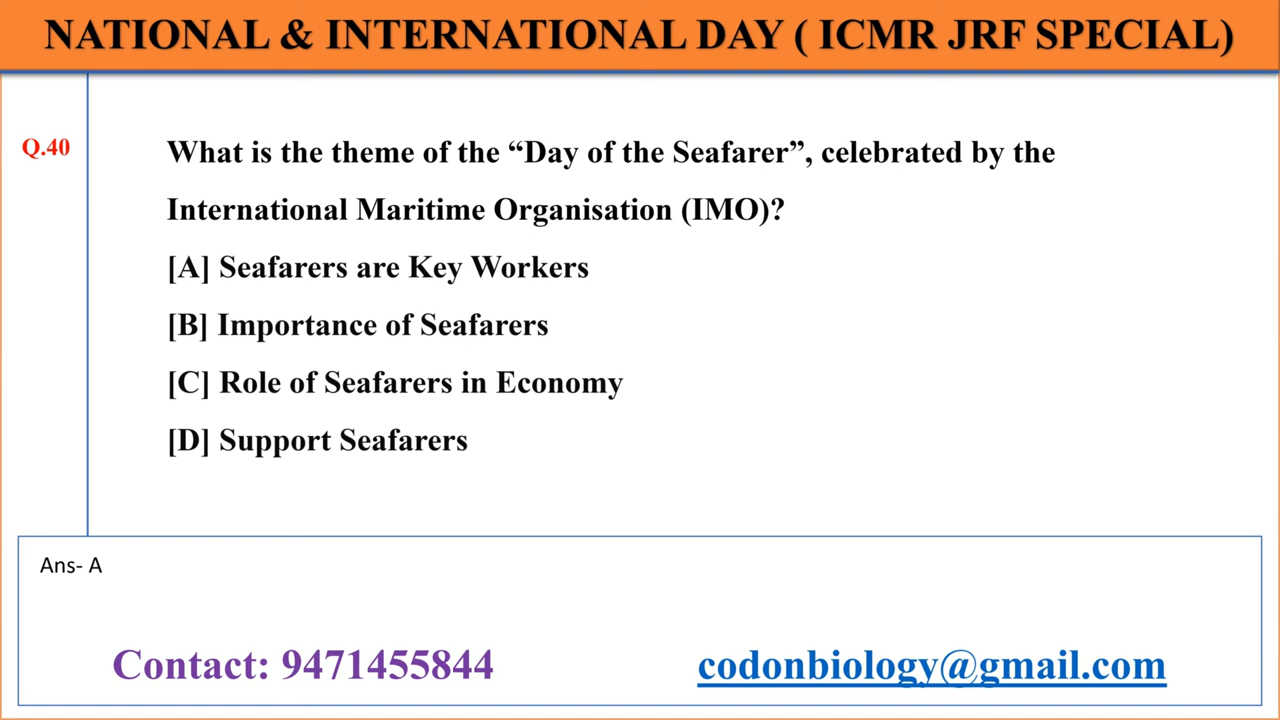 NATIONAL & INTERNATIONAL DAY ( ICMR JRF SPECIAL)
Q.40
What is the theme of the “Day of the Seafarer”, celebrated by the
International Maritime Organisation (IMO)?
[A] Seafarers are Key Workers
[B] Importance of Seafarers
[C] Role of Seafarers in Economy
[D] Support Seafarers
Ans- A
Contact: 9471455844
codonbiology@gmail.com